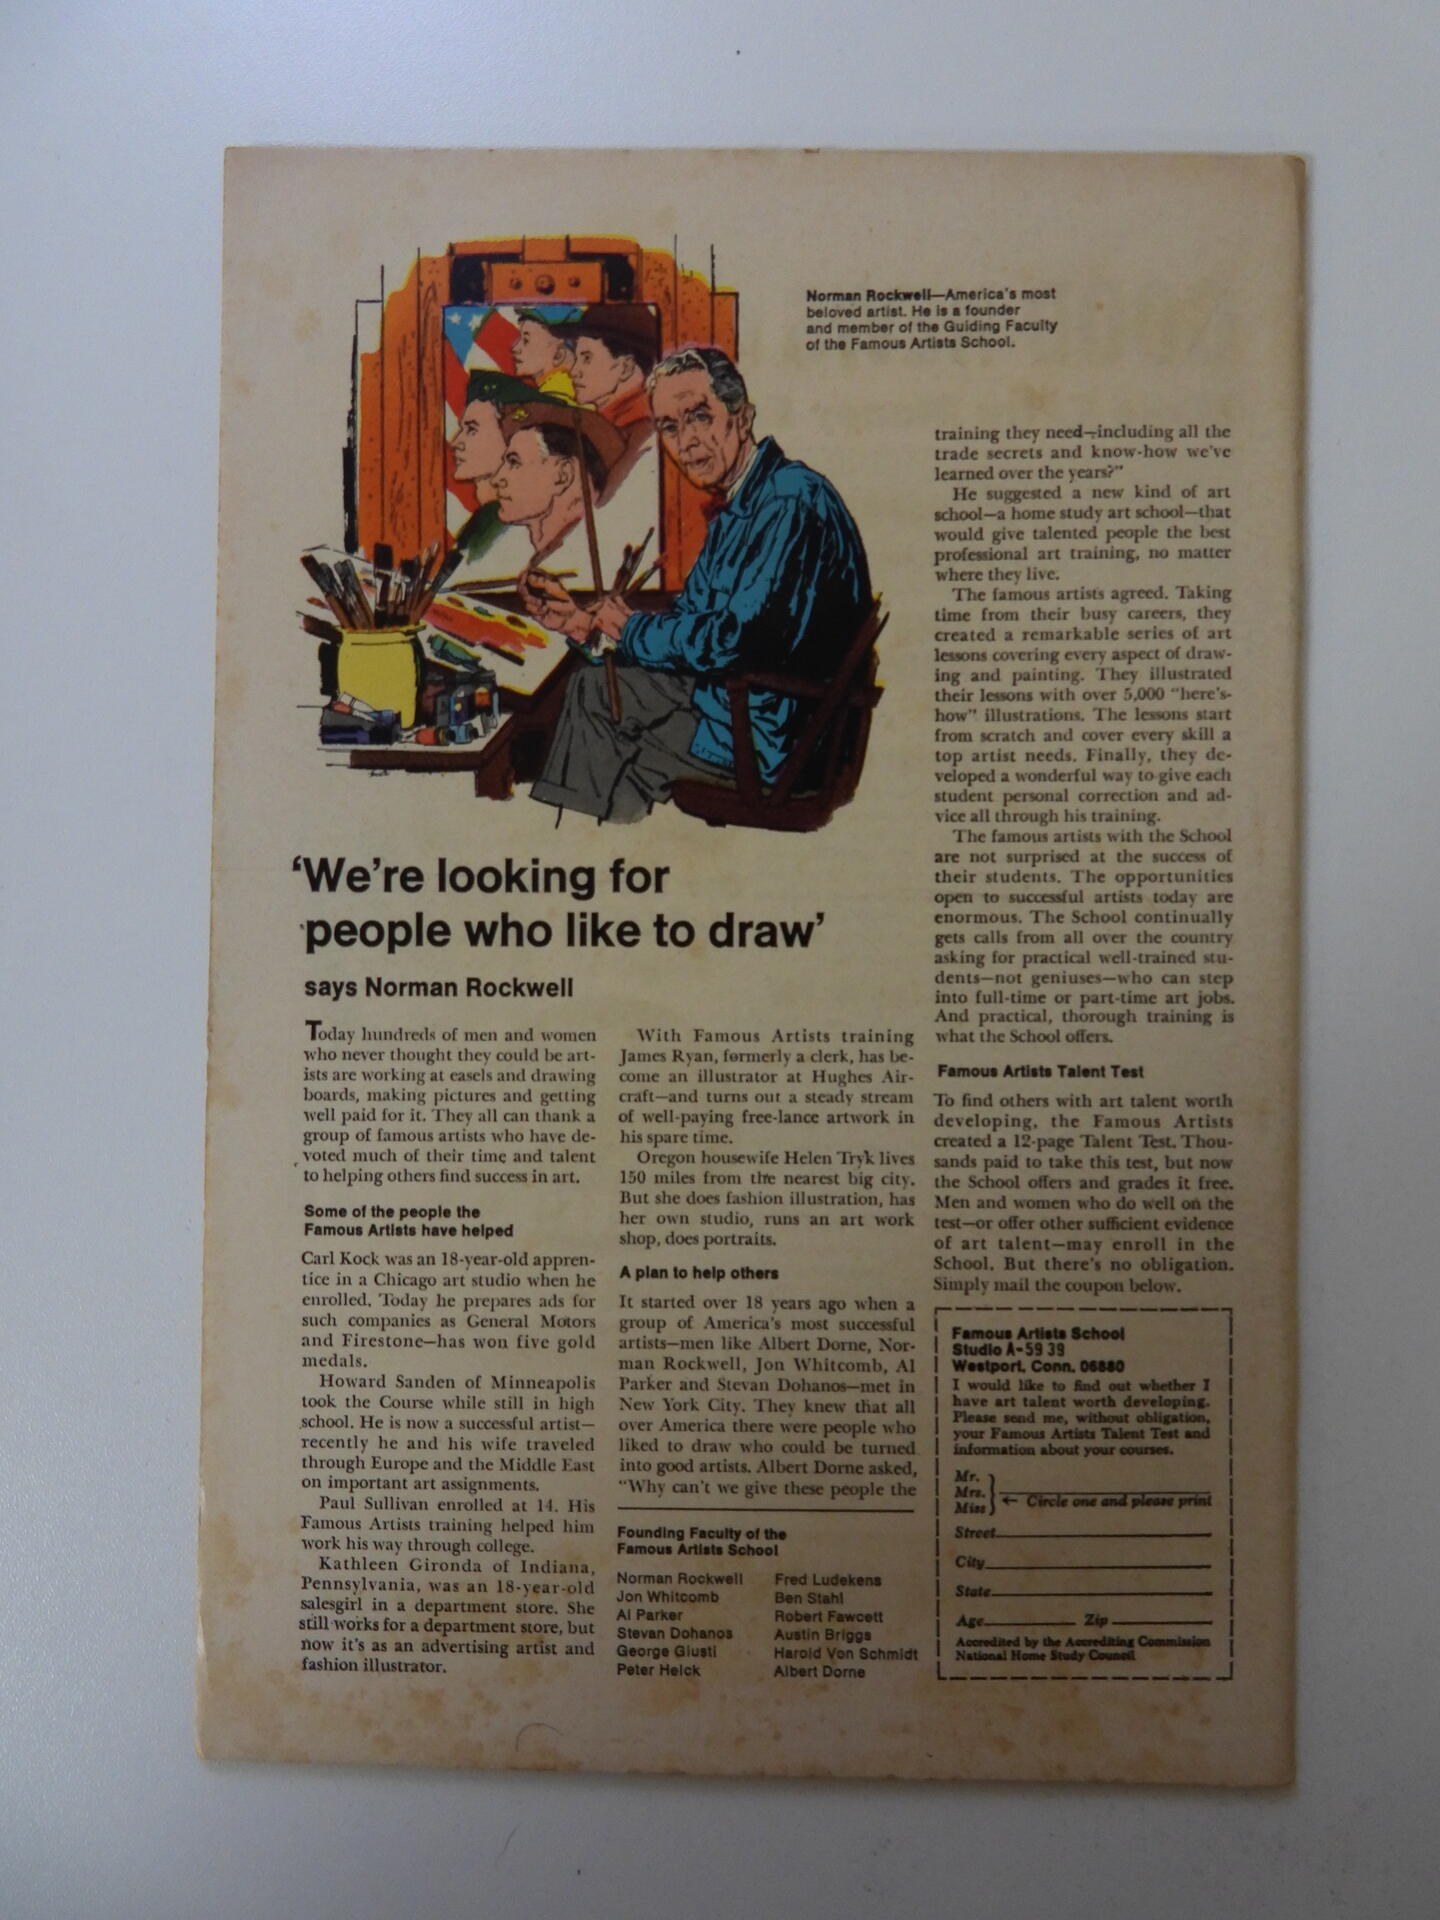 Norman Rockwell—America's most
beloved artist. He is a founder
and member of the Guiding Faculty
of the Famous Artists School.
'We're looking for
people who like to draw'
says Norman Rockwell
Today hundreds of men and women
who never thought they could be art-
ists are working at easels and drawing
boards, making pictures and getting
well paid for it. They all can thank a
group of famous artists who have de-
voted much of their time and talent
to helping others find success in art.
Some of the people the
Famous Artists have helped
Carl Kock was an 18-year-old appren-
tice in a Chicago art studio when he
enrolled. Today he prepares ads for
such companies as General Motors
and Firestone—has won five gold
medals.
Howard Sanden of Minneapolis
took the Course while still in high
school. He is now a successful artist—
recently he and his wife traveled
through Europe and the Middle East
on important art assignments.
Paul Sullivan enrolled at 14. His
Famous Artists training helped him
work his way through college.
Kathleen Gironda of Indiana,
Pennsylvania, was an 18-year-old
salesgirl in a department store. She
still works for a department store, but
now it's as an advertising artist and
fashion illustrator.
With Famous Artists training
James Ryan, formerly a clerk, has be-
come an illustrator at Hughes Air-
craft—and turns out a steady stream
of well-paying free-lance artwork in
his spare time.
Oregon housewife Helen Tryk lives
150 miles from the nearest big city.
But she does fashion illustration, has
her own studio, runs an art work
shop, does portraits.
A plan to help others
It started over 18 years ago when a
group of America's most successful
artists—men like Albert Dorne, Nor-
man Rockwell, Jon Whitcomb, Al
Parker and Stevan Dohanos—met in
New York City. They knew that all
over America there were people who
liked to draw who could be turned
into good artists. Albert Dorne asked,
"Why can't we give these people the
Founding Faculty of the
Famous Artists School
Norman Rockwell
Jon Whitcomb
Al Parker
Stevan Dohanos
George Giusti
Peter Helck
Fred Ludekens
Ben Stahl
Robert Fawcett
Austin Briggs
Harold Von Schmidt
Albert Dorne
training they need—including all the
trade secrets and know-how we've
learned over the years?"
He suggested a new kind of art
school—a home study art school—that
would give talented people the best
professional art training, no matter
where they live.
The famous artists agreed. Taking
time from their busy careers, they
created a remarkable series of art
lessons covering every aspect of draw-
ing and painting. They illustrated
their lessons with over 5,000 "here's-
how" illustrations. The lessons start
from scratch and cover every skill a
top artist needs. Finally, they de-
veloped a wonderful way to give each
student personal correction and ad-
vice all through his training.
The famous artists with the School
are not surprised at the success of
their students. The opportunities
open to successful artists today are
enormous. The School continually
gets calls from all over the country
asking for practical well-trained stu-
dents—not geniuses—who can step
into full-time or part-time art jobs.
And practical, thorough training is
what the School offers.
Famous Artists Talent Test
To find others with art talent worth
developing, the Famous Artists
created a 12-page Talent Test. Thou-
sands paid to take this test, but now
the School offers and grades it free.
Men and women who do well on the
test—or offer other sufficient evidence
of art talent—may enroll in the
School. But there's no obligation.
Simply mail the coupon below.
Famous Artists School
Studio A-5939
Westport, Conn. 06880
I would like to find out whether I
have art talent worth developing.
Please send me, without obligation,
your Famous Artists Talent Test and
information about your courses.
Mr.
Mrs.
Miss
← Circle one and please print
Street
City
State
Age Zip
Accredited by the Accrediting Commission
National Home Study Council